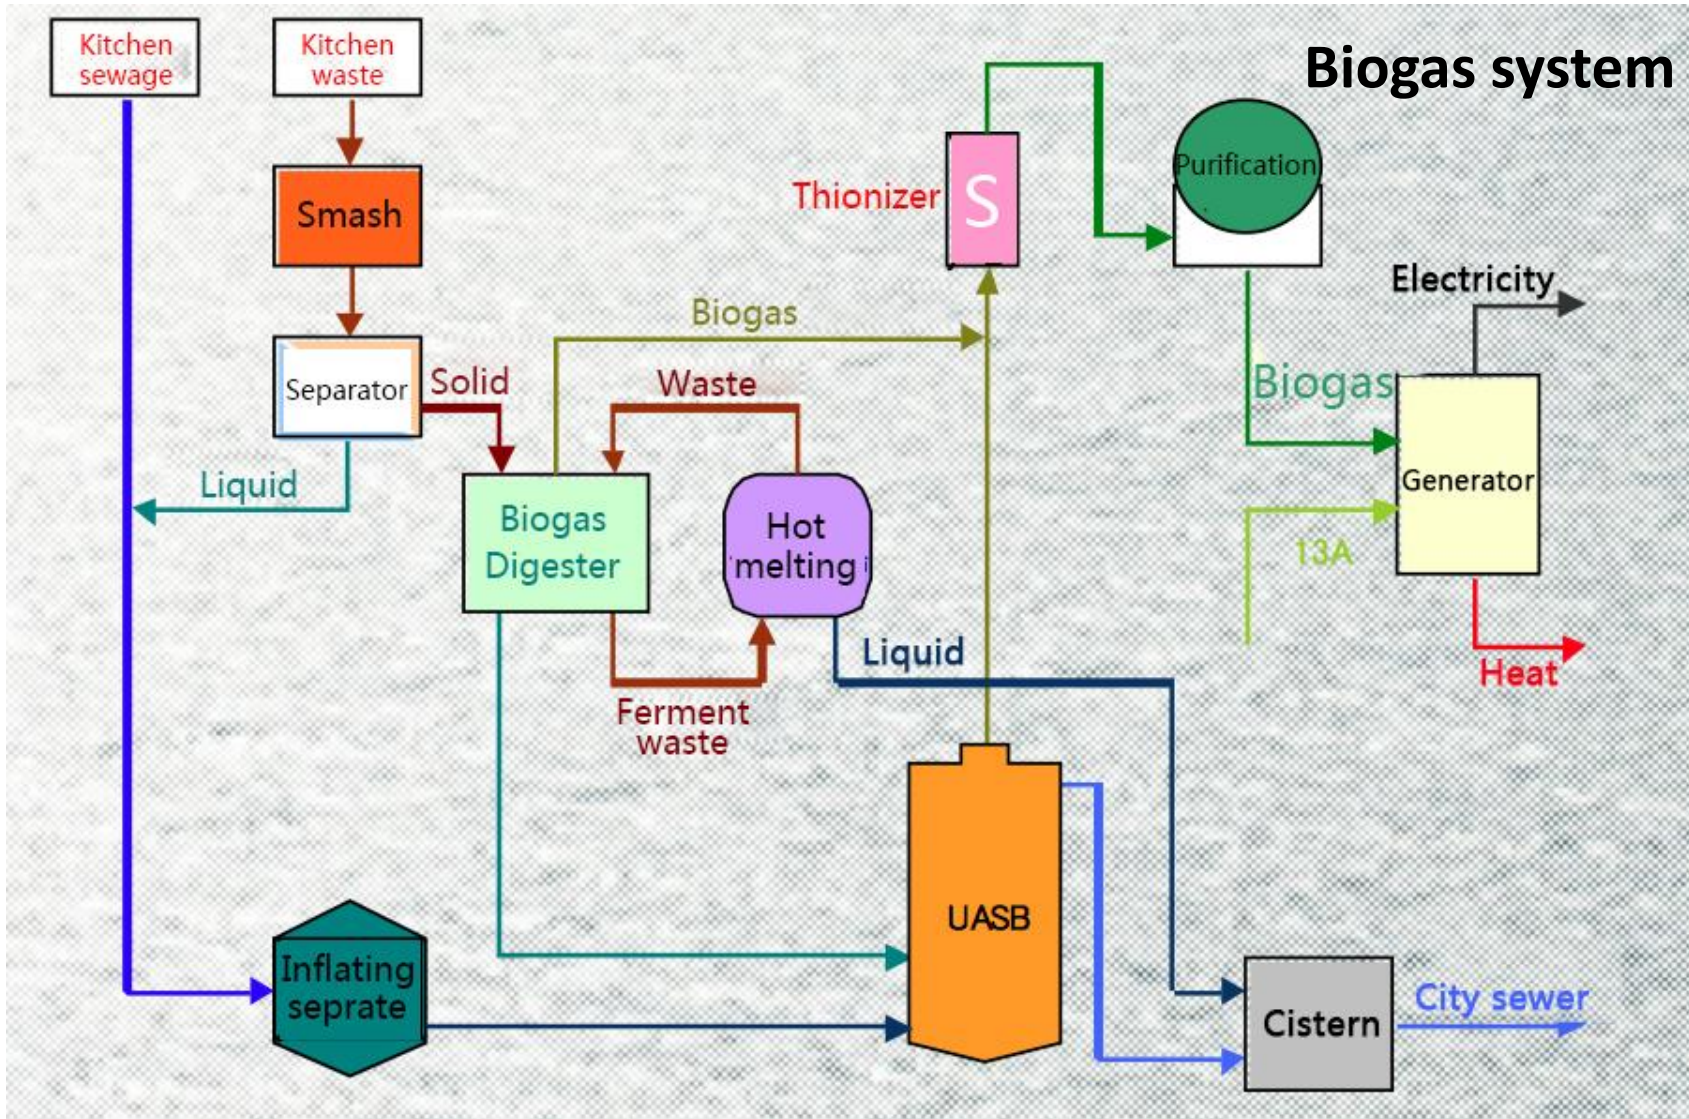 Biogas system
Kitchen
sewage
Kitchen
waste
Smash
Separator
Solid
Liquid
Biogas
Waste
Biogas
Digester
Hot
melting
Ferment
waste
Liquid
Thionizer
S
Purification
Electricity
Biogas
Generator
13A
Heat
Inflating
seprate
UASB
Cistern
City sewer